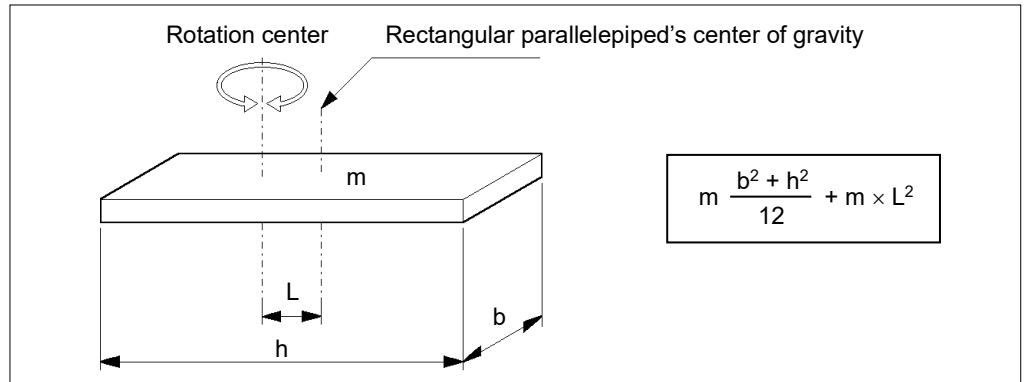 Rotation center
Rectangular parallelepiped's center of gravity
m
m b² + h² / 12 + m × L²
L
b
h